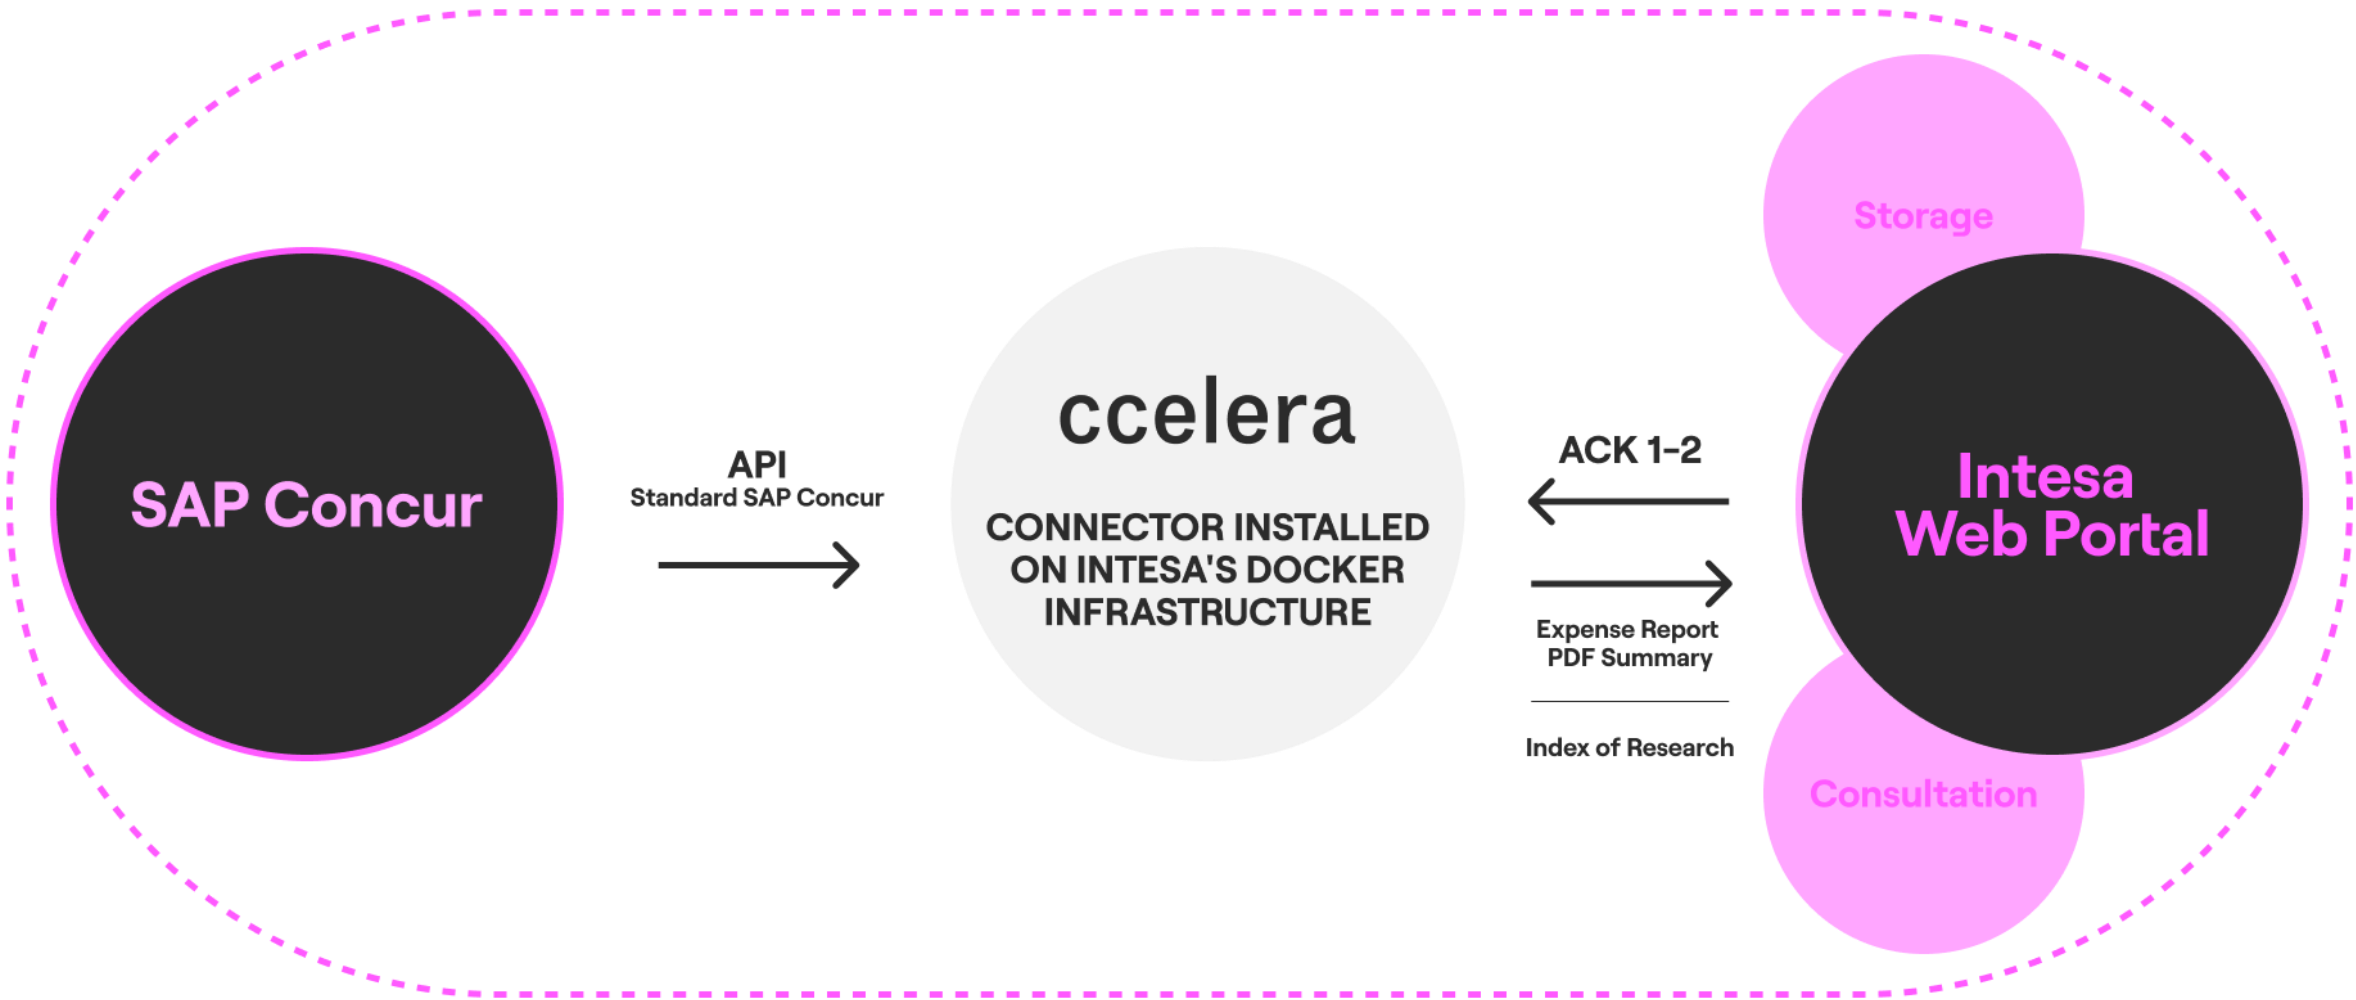 SAP Concur
API
Standard SAP Concur
ccelera
CONNECTOR INSTALLED
ON INTESA'S DOCKER
INFRASTRUCTURE
ACK 1-2
Expense Report
PDF Summary
Index of Research
Storage
Intesa
Web Portal
Consultation